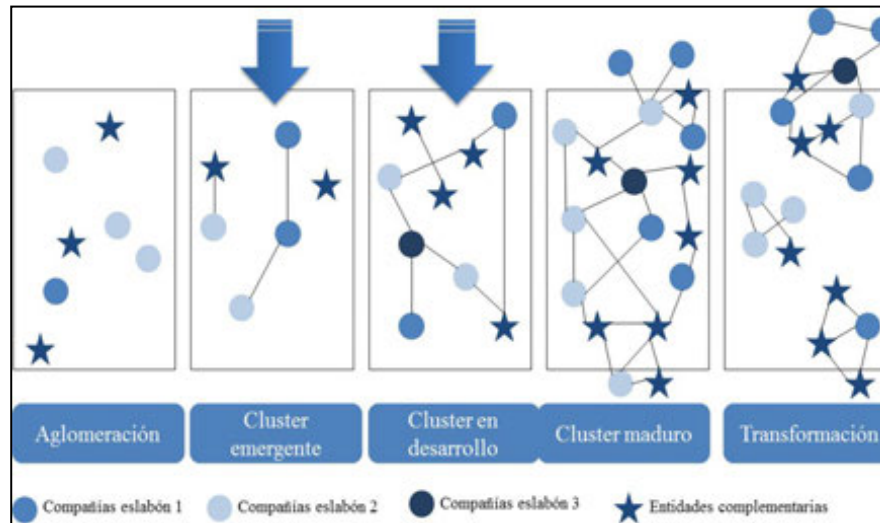 Aglomeración
Cluster
emergente
Cluster en
desarrollo
Cluster maduro
Transformación
Compañías eslabón 1
Compañías eslabón 2
Compañías eslabón 3
Entidades complementarias